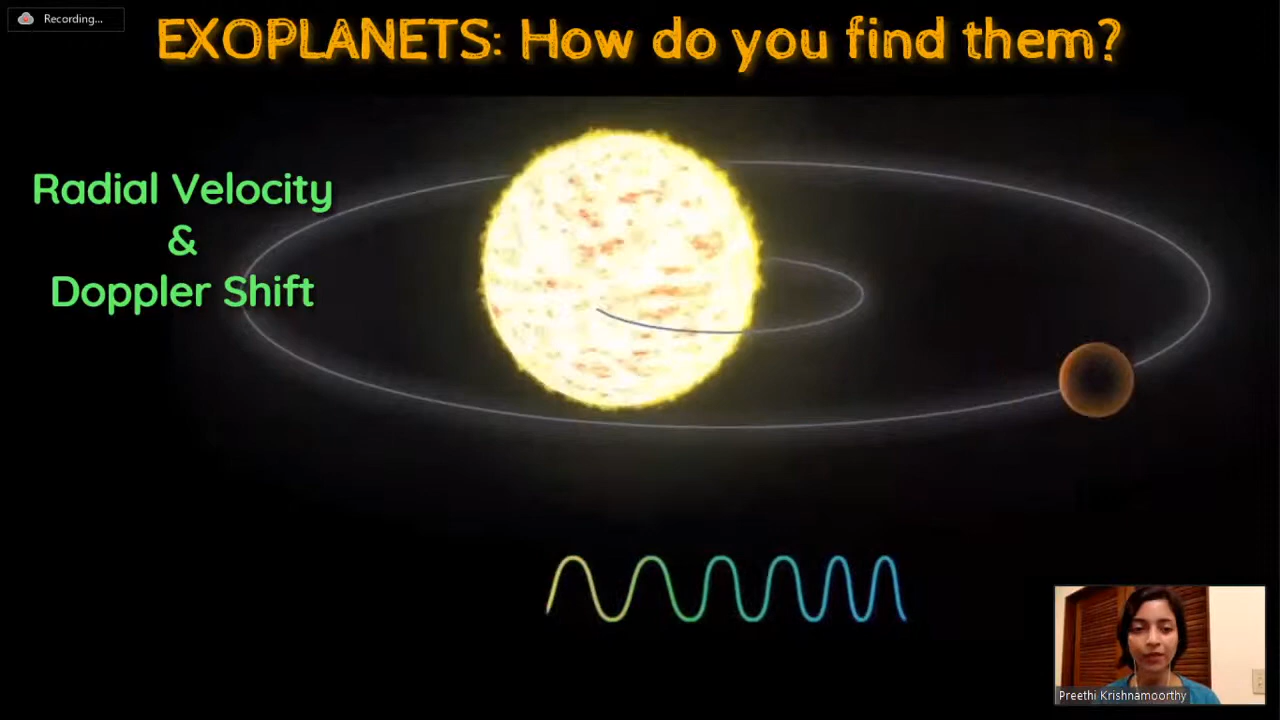 Recording...
EXOPLANETS: How do you find them?
Radial Velocity
&
Doppler Shift
Preethi Krishnamoorthy